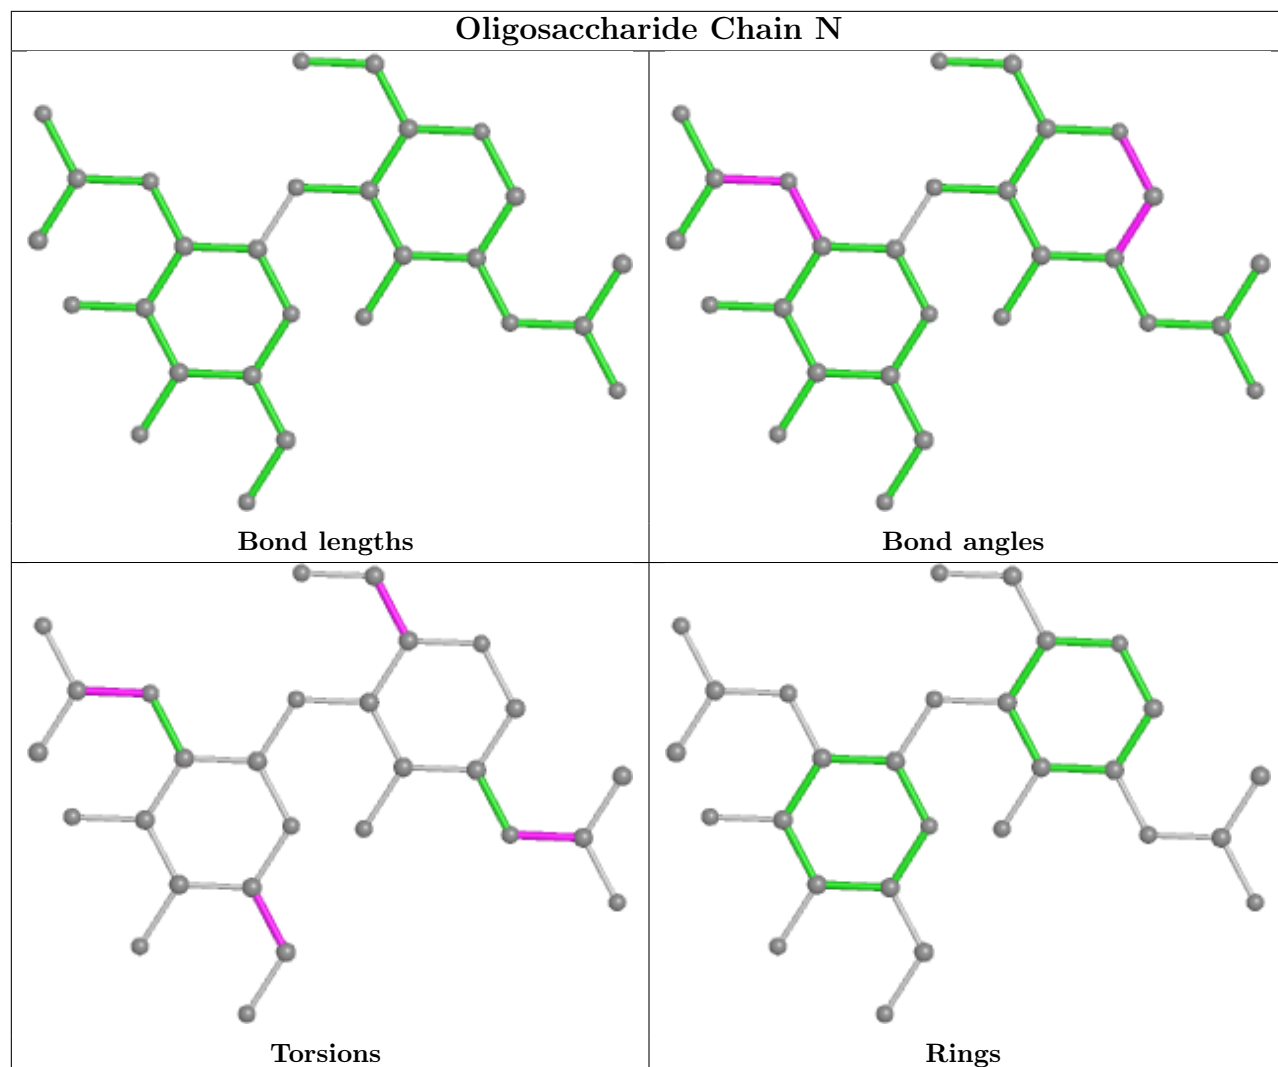 Oligosaccharide Chain N
Bond lengths
Bond angles
Torsions
Rings